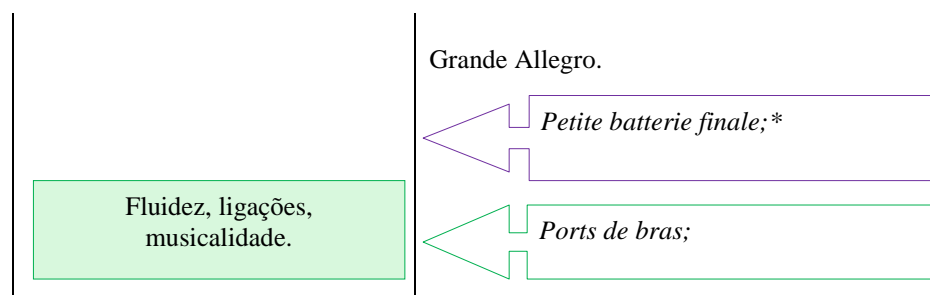 Grande Allegro.
Petite batterie finale;*
Fluidez, ligações,
musicalidade.
Ports de bras;